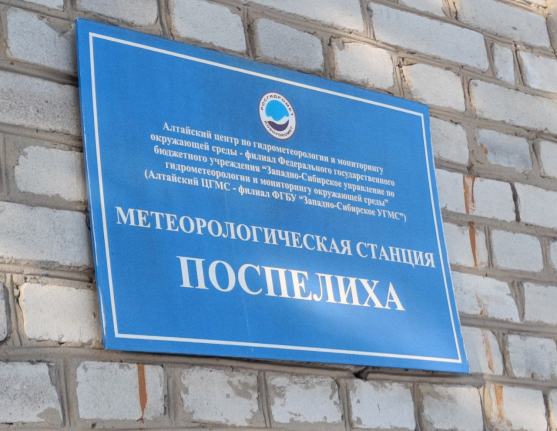 РОСГИДРОМЕТ
Алтайский центр по гидрометеорологии и мониторингу
окружающей среды - филиал Федерального государственного
бюджетного учреждения "Западно-Сибирское управление по
гидрометеорологии и мониторингу окружающей среды"
(Алтайский ЦГМС - филиал ФГБУ "Западно-Сибирское УГМС")
МЕТЕОРОЛОГИЧЕСКАЯ СТАНЦИЯ
ПОСПЕЛИХА